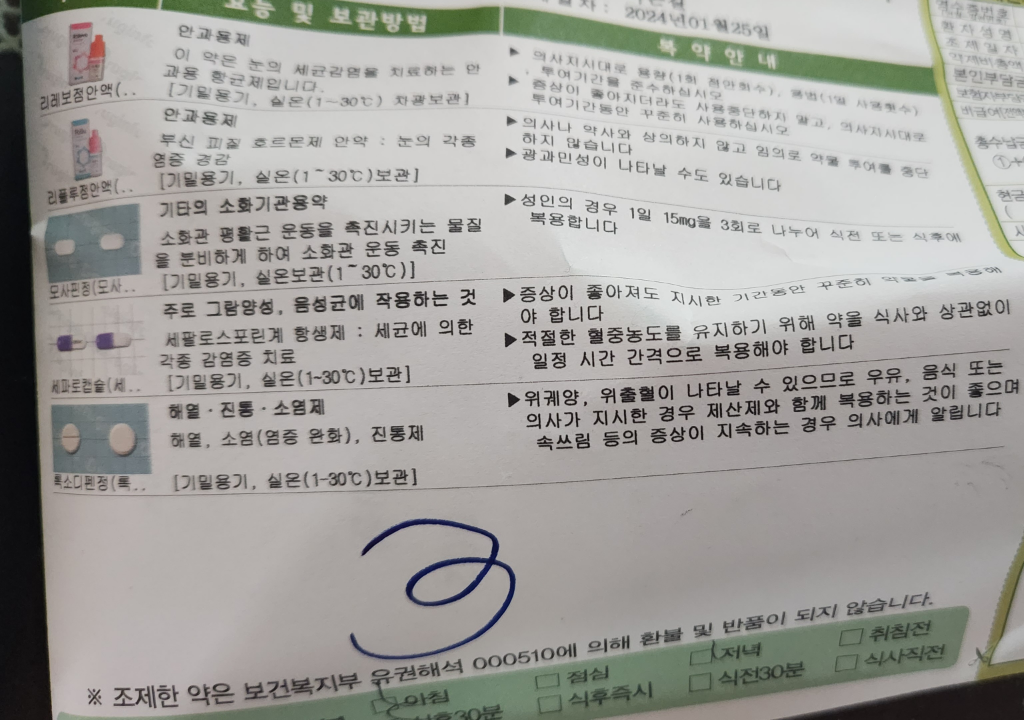 효능 및 보관방법
2024년01월25일
복 약 안 내
안과용제
이 약은 눈의 세균감염을 치료하는 안
과용 항균제입니다.
[기밀용기, 실온(1~30℃) 차광보관]
리레보점안액(..
▶ 의사지시대로 용량(1회 점안횟수), 용법(1일 사용횟수)
, 투여기간을 준수하십시오
▶ 증상이 좋아지더라도 사용중단하지 말고, 의사지시대로
투여기간동안 꾸준히 사용하십시오
안과용제
부신 피질 호르몬제 안약 : 눈의 각종
염증 경감
[기밀용기, 실온(1~30℃)보관]
리플루정안액(..
▶의사나 약사와 상의하지 않고 임의로 약물 투여를 중단
하지 않습니다
▶광과민성이 나타날 수도 있습니다
기타의 소화기관용약
소화관 평활근 운동을 촉진시키는 물질
을 분비하게 하여 소화관 운동 촉진
[기밀용기, 실온보관(1~30℃)]
모사핀정(모사..
▶성인의 경우 1일 15mg을 3회로 나누어 식전 또는 식후에
복용합니다
주로 그람양성, 음성균에 작용하는 것
세팔로스포린계 항생제 : 세균에 의한
각종 감염증 치료
[기밀용기, 실온(1~30℃)보관]
세파로캡슐(세..
▶증상이 좋아져도 지시한 기간동안 꾸준히 약물을 복용해
야 합니다
▶적절한 혈중농도를 유지하기 위해 약을 식사와 상관없이
일정 시간 간격으로 복용해야 합니다
해열·진통·소염제
해열, 소염(염증 완화), 진통제
[기밀용기, 실온(1-30℃)보관]
록소디펜정(록..
▶위궤양, 위출혈이 나타날 수 있으므로 우유, 음식 또는
의사가 지시한 경우 제산제와 함께 복용하는 것이 좋으며
속쓰림 등의 증상이 지속하는 경우 의사에게 알립니다
3
※ 조제한 약은 보건복지부 유권해석 000510에 의해 환불 및 반품이 되지 않습니다.
아침 점심 저녁 취침전
식후30분 식후즉시 식전30분 식사직전
환 자 성 명
조 제 일 자
본인부담금